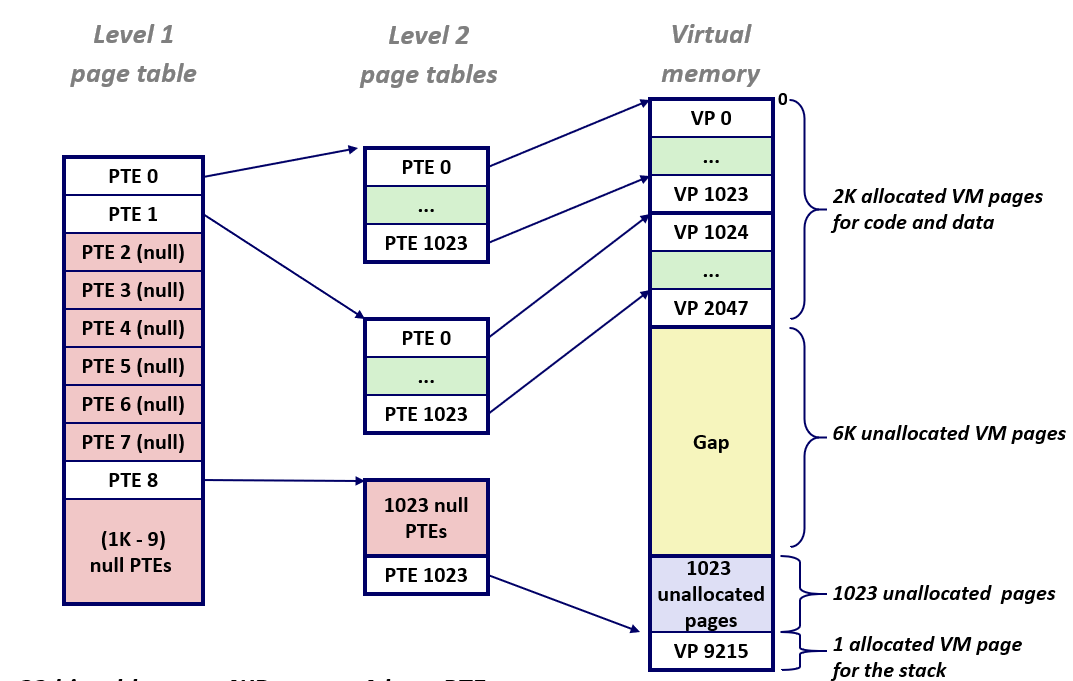 Level 1
page table
Level 2
page tables
Virtual
memory
PTE 0
PTE 1
PTE 2 (null)
PTE 3 (null)
PTE 4 (null)
PTE 5 (null)
PTE 6 (null)
PTE 7 (null)
PTE 8
(1K - 9)
null PTEs
PTE 0
...
PTE 1023
PTE 0
...
PTE 1023
1023 null
PTEs
PTE 1023
0
VP 0
...
VP 1023
VP 1024
...
VP 2047
Gap
1023
unallocated
pages
VP 9215
2K allocated VM pages
for code and data
6K unallocated VM pages
1023 unallocated pages
1 allocated VM page
for the stack